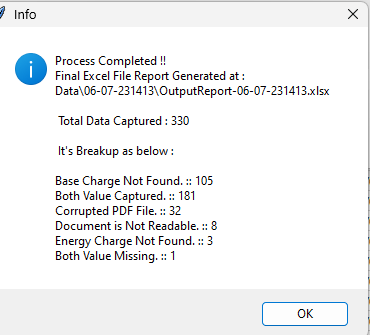 Info
Process Completed !!
Final Excel File Report Generated at :
Data\06-07-231413\OutputReport-06-07-231413.xlsx
Total Data Captured : 330
It's Breakup as below :
Base Charge Not Found. :: 105
Both Value Captured. :: 181
Corrupted PDF File. :: 32
Document is Not Readable. :: 8
Energy Charge Not Found. :: 3
Both Value Missing. :: 1
OK